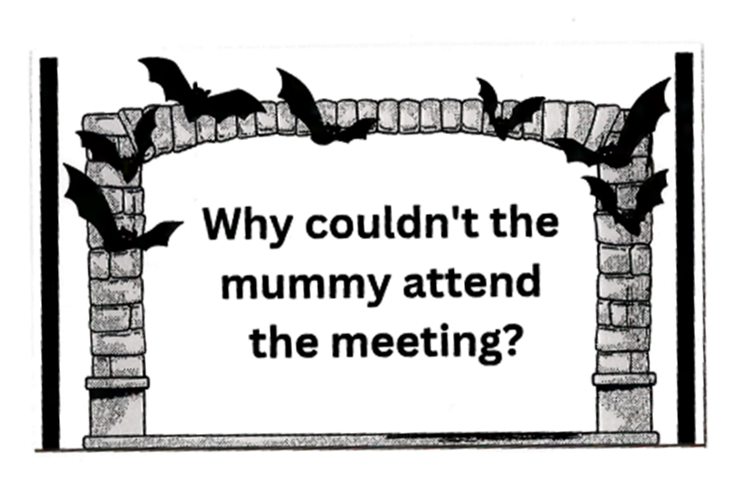 Why couldn't the
mummy attend
the meeting?